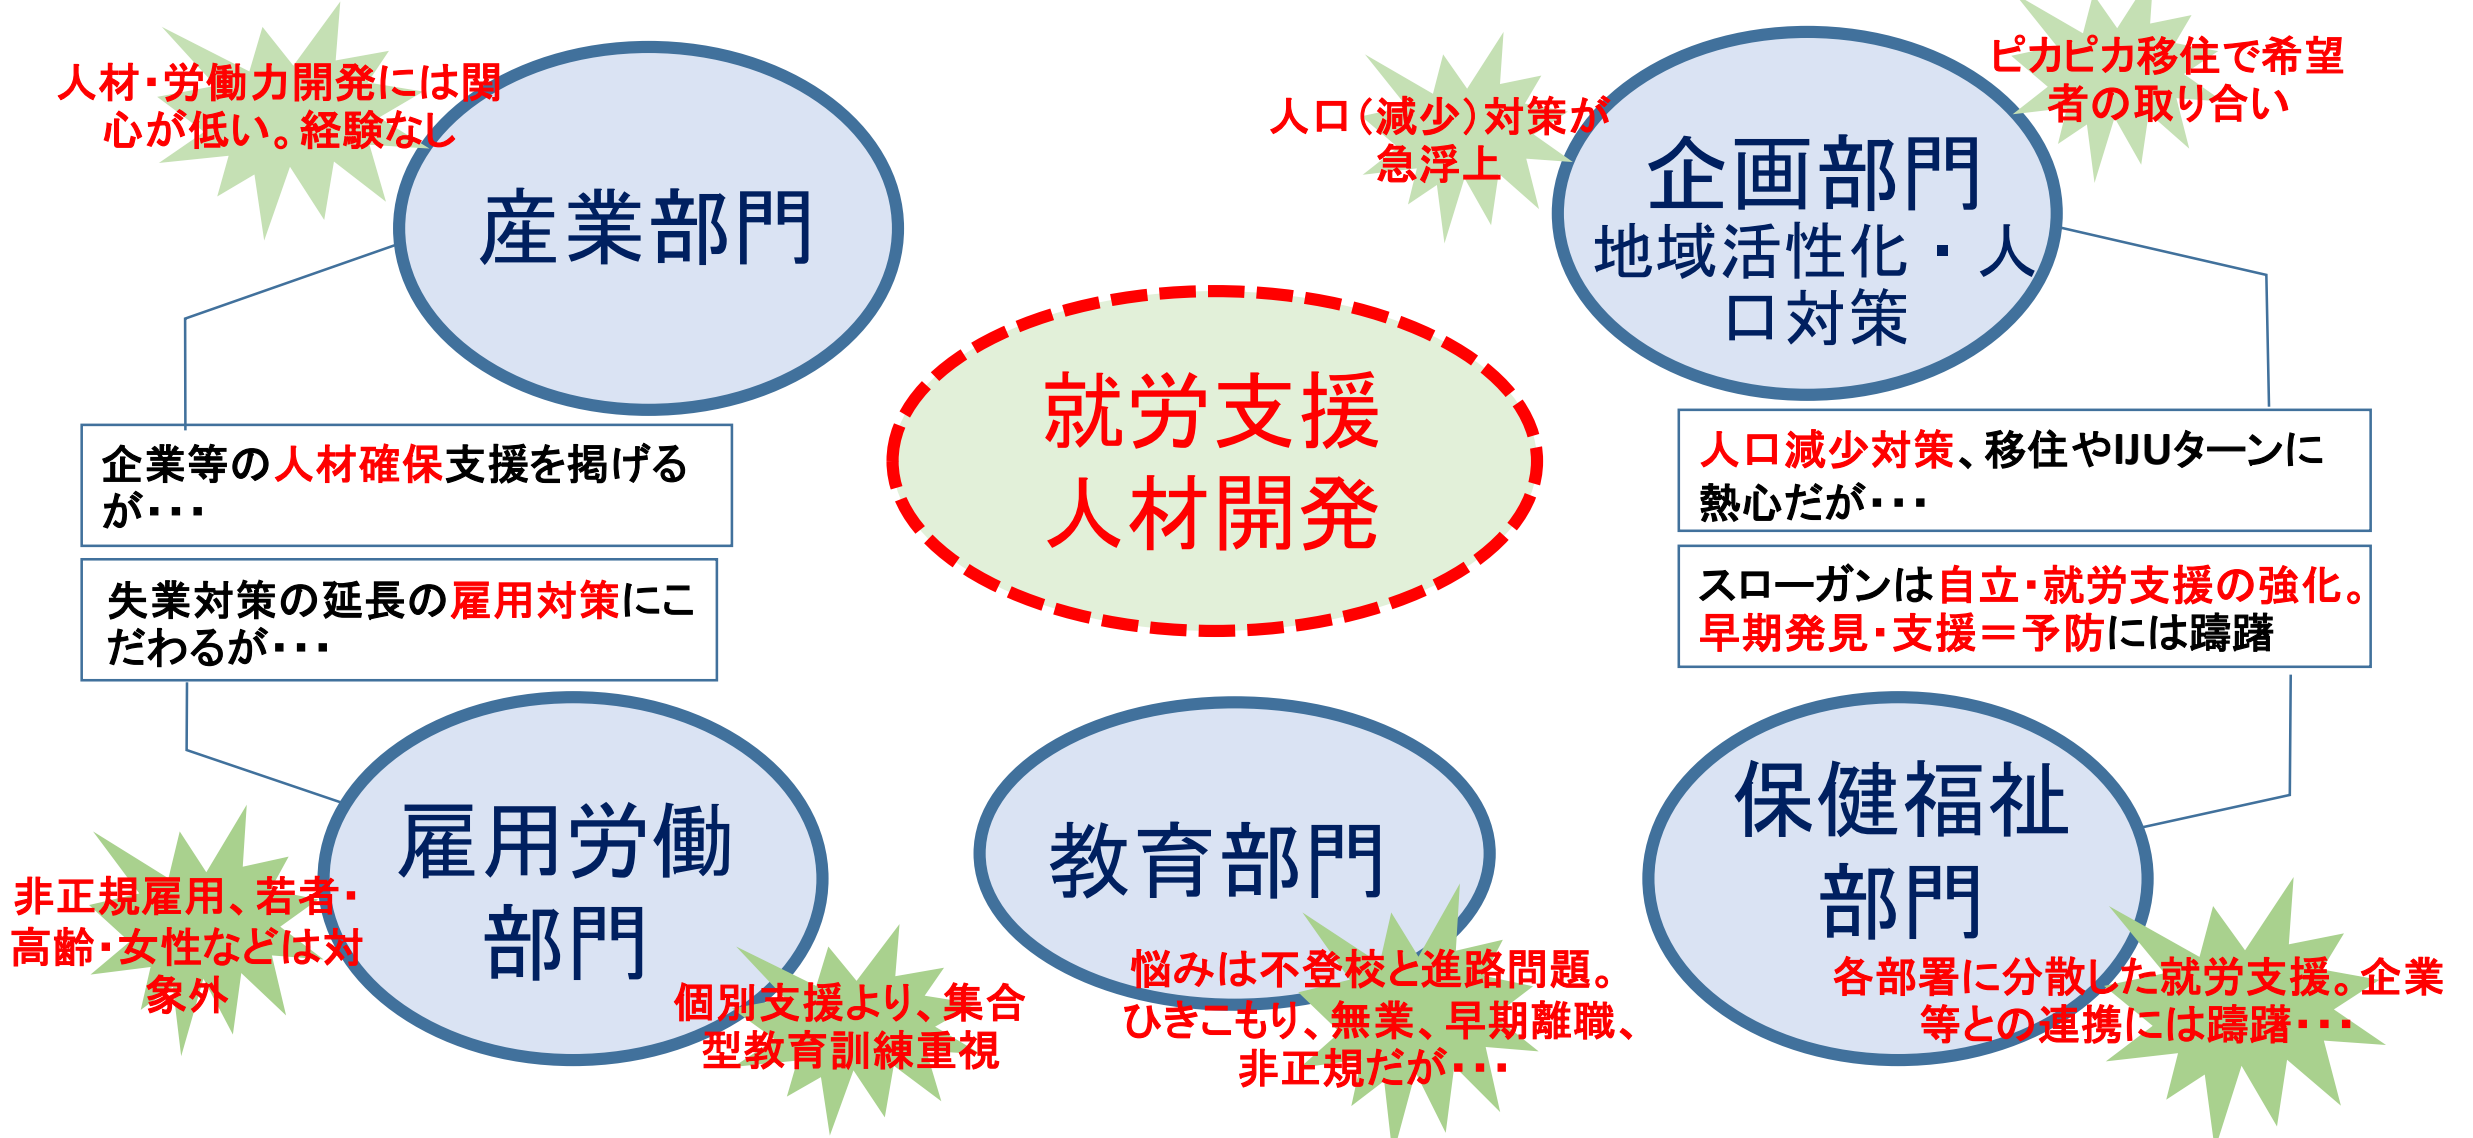 人材・労働力開発には関
心が低い。経験なし
産業部門
人口（減少）対策が
急浮上
企画部門
地域活性化・人
口対策
ピカピカ移住で希望
者の取り合い
就労支援
人材開発
企業等の人材確保支援を掲げる
が・・・
失業対策の延長の雇用対策にこ
だわるが・・・
人口減少対策、移住やIJUターンに
熱心だが・・・
スローガンは自立・就労支援の強化。
早期発見・支援＝予防には躊躇
雇用労働
部門
非正規雇用、若者・
高齢・女性などは対
象外
個別支援より、集合
型教育訓練重視
教育部門
悩みは不登校と進路問題。
ひきこもり、無業、早期離職、
非正規だが・・・
保健福祉
部門
各部署に分散した就労支援。企業
等との連携には躊躇・・・